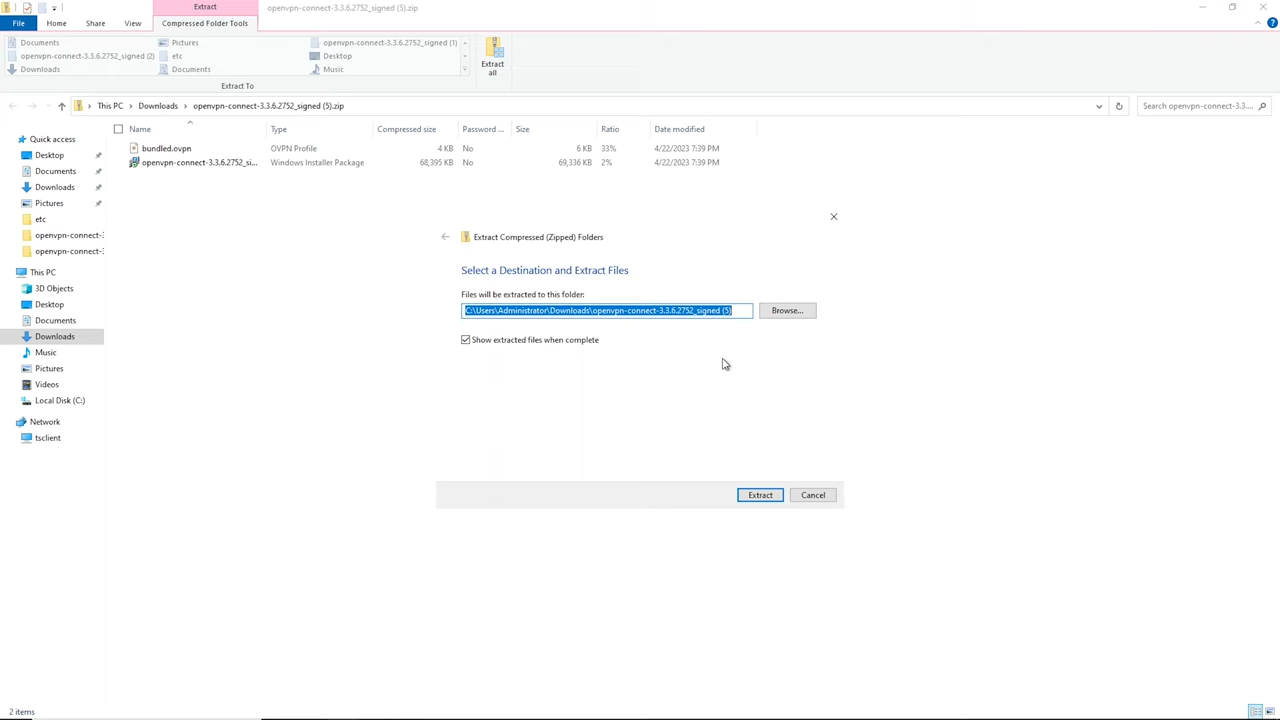 Extract
openvpn-connect-3.3.6.2752_signed (5).zip
File
Home
Share
View
Compressed Folder Tools
Documents
Pictures
openvpn-connect-3.3.6.2752_signed (1)
openvpn-connect-3.3.6.2752_signed (2)
etc
Desktop
Downloads
Documents
Music
Extract
all
Extract To
This PC
Downloads
openvpn-connect-3.3.6.2752_signed (5).zip
Search openvpn-connect-3.3....
Name
Type
Compressed size
Password ...
Size
Ratio
Date modified
bundled.ovpn
OVPN Profile
4 KB
No
6 KB
33%
4/22/2023 7:39 PM
openvpn-connect-3.3.6.2752_si...
Windows Installer Package
68,395 KB
No
69,336 KB
2%
4/22/2023 7:39 PM
Quick access
Desktop
Documents
Downloads
Pictures
etc
openvpn-connect-3
openvpn-connect-3
This PC
3D Objects
Desktop
Documents
Downloads
Music
Pictures
Videos
Local Disk (C:)
Network
tsclient
Extract Compressed (Zipped) Folders
Select a Destination and Extract Files
Files will be extracted to this folder:
C:\Users\Administrator\Downloads\openvpn-connect-3.3.6.2752_signed (5)
Browse...
Show extracted files when complete
Extract
Cancel
2 items